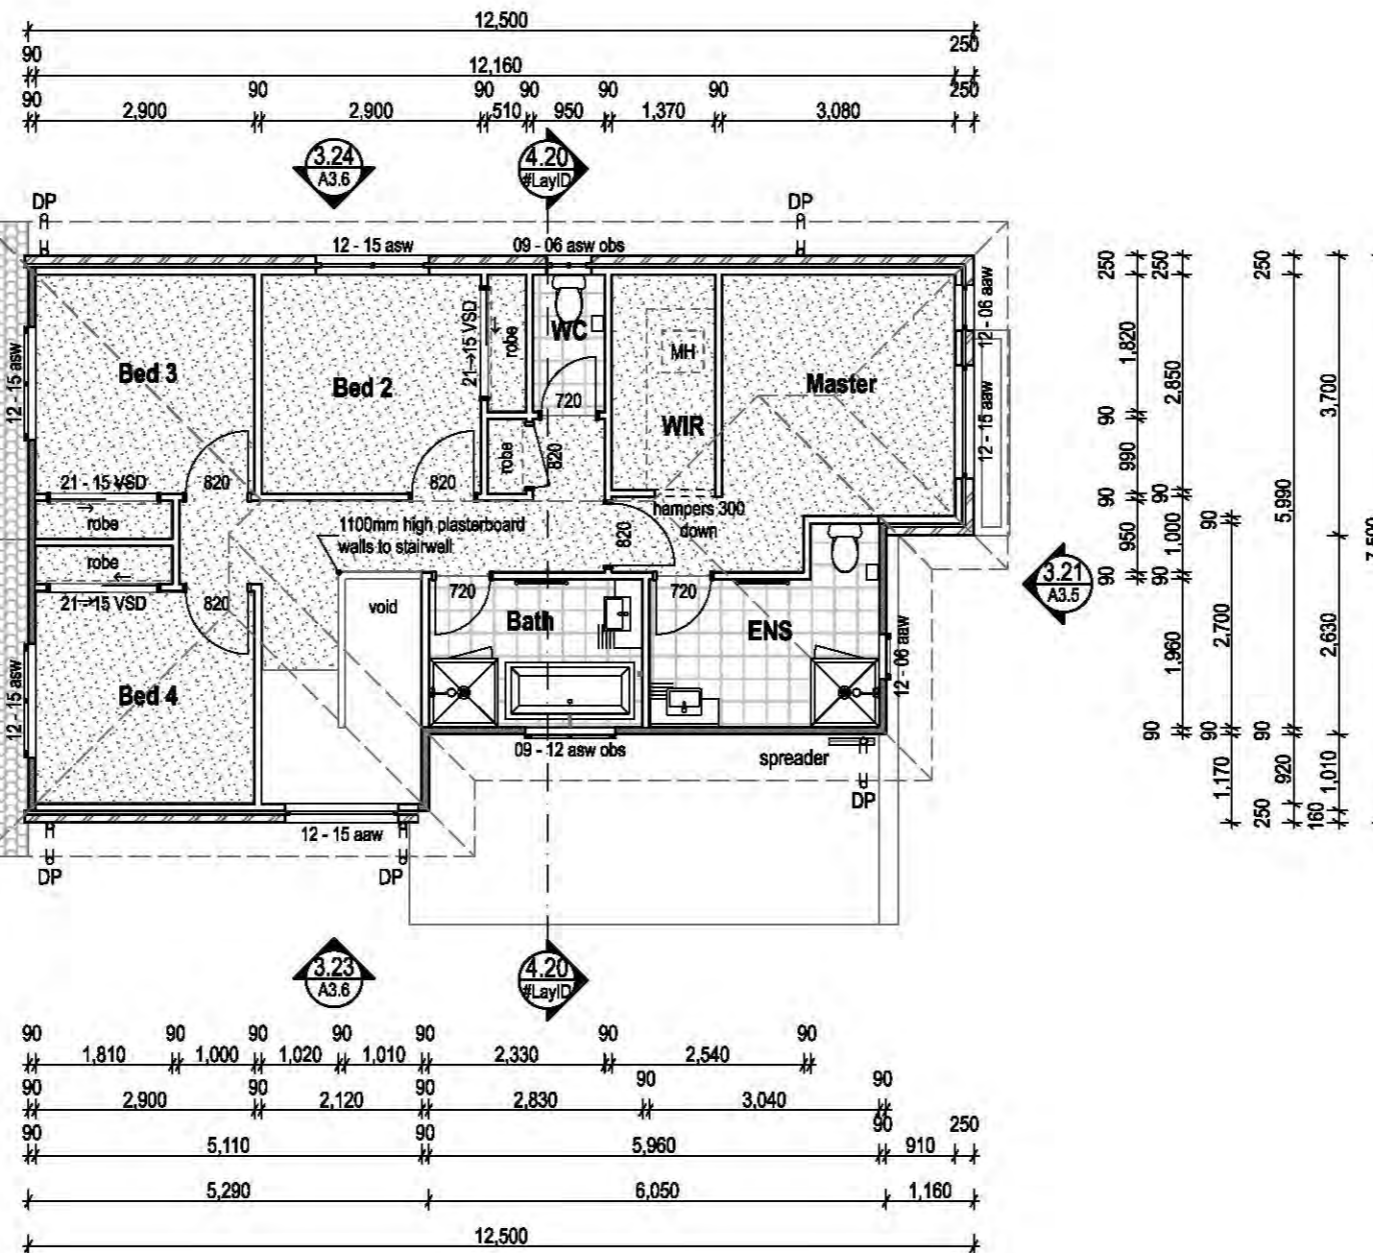 12,500
90 250
12,160
90 90 90 90 90 90 250
2,900 2,900 510 950 1,370 3,080
3.24
A3.6
4.20
#LayID
DP DP
12 - 15 asw 09 - 06 asw obs
12 - 06 aaw
12 - 15 asw
Bed 3
Bed 2
21 - 15 VSD
robe
WC
720
MH
WIR
Master
12 - 15 aaw
21 - 15 VSD
820
820
robe
820
robe
1100mm high plasterboard
walls to stairwell
820
hampers 300
down
robe
21 - 15 VSD
820
void
720
Bath
720
ENS
12 - 06 aaw
12 - 15 asw
Bed 4
09 - 12 asw obs
spreader
DP
12 - 15 aaw
DP DP
3.21
A3.5
250 1,820 90 990 90 950 90
250 2,850 90 1,000 90 1,960 90
90 2,700 90 1,170
250 5,990 90 920 250
3,700 2,630 1,010 160
3.23
A3.6
4.20
#LayID
90 90 90 90 90 90 90
1,810 1,000 1,020 1,010 2,330 2,540
90 90 90 90 90
2,900 2,120 2,830 3,040
90 90 90 250
5,110 5,960 910
5,290 6,050 1,160
12,500